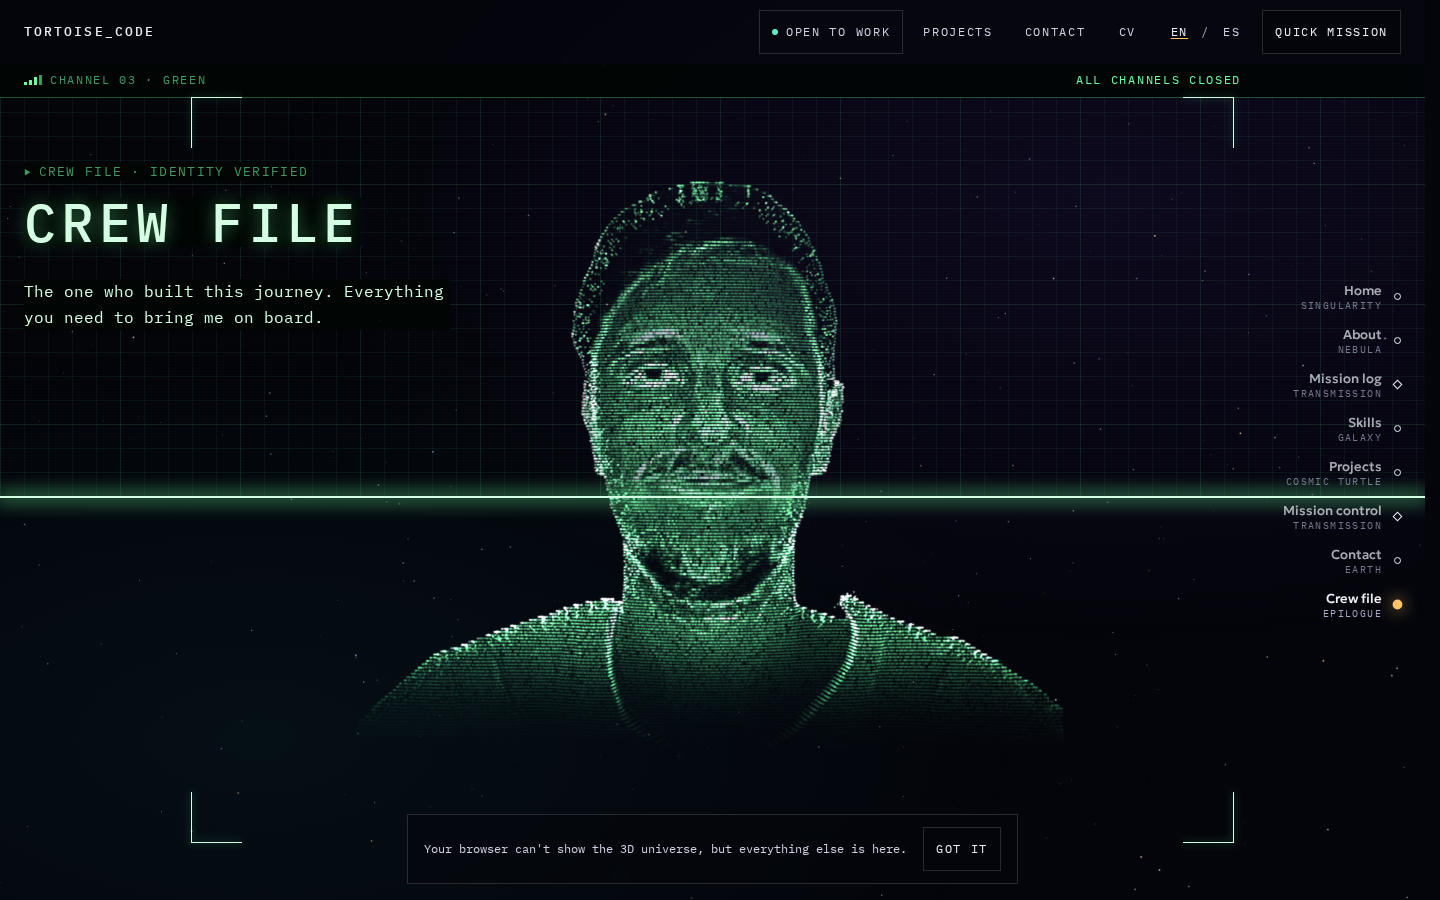 TORTOISE_CODE
OPEN TO WORK
PROJECTS
CONTACT
CV
EN / ES
QUICK MISSION
CHANNEL 03 · GREEN
ALL CHANNELS CLOSED
▸ CREW FILE · IDENTITY VERIFIED
CREW FILE
The one who built this journey. Everything
you need to bring me on board.
Home
SINGULARITY
About
NEBULA
Mission log
TRANSMISSION
Skills
GALAXY
Projects
COSMIC TURTLE
Mission control
TRANSMISSION
Contact
EARTH
Crew file
EPILOGUE
Your browser can't show the 3D universe, but everything else is here.
GOT IT